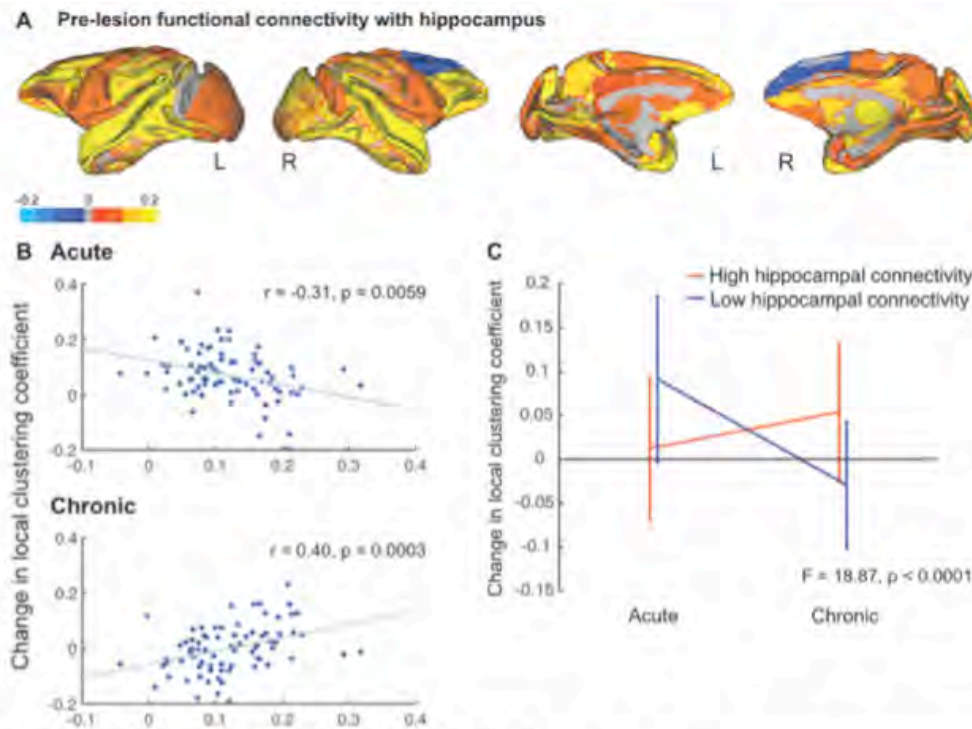 A Pre-lesion functional connectivity with hippocampus
L R L R
-0.2 0 0.2
B Acute
r = -0.31, p = 0.0059
0.4
0.2
0
-0.2
-0.1 0 0.1 0.2 0.3 0.4
Change in local clustering coefficient
Chronic
r = 0.40, p = 0.0003
0.4
0.2
0
-0.2
-0.1 0 0.1 0.2 0.3 0.4
C
High hippocampal connectivity
Low hippocampal connectivity
Change in local clustering coefficient
0.2
0.15
0.1
0.05
0
-0.05
-0.1
-0.15
F = 18.87, p < 0.0001
Acute Chronic